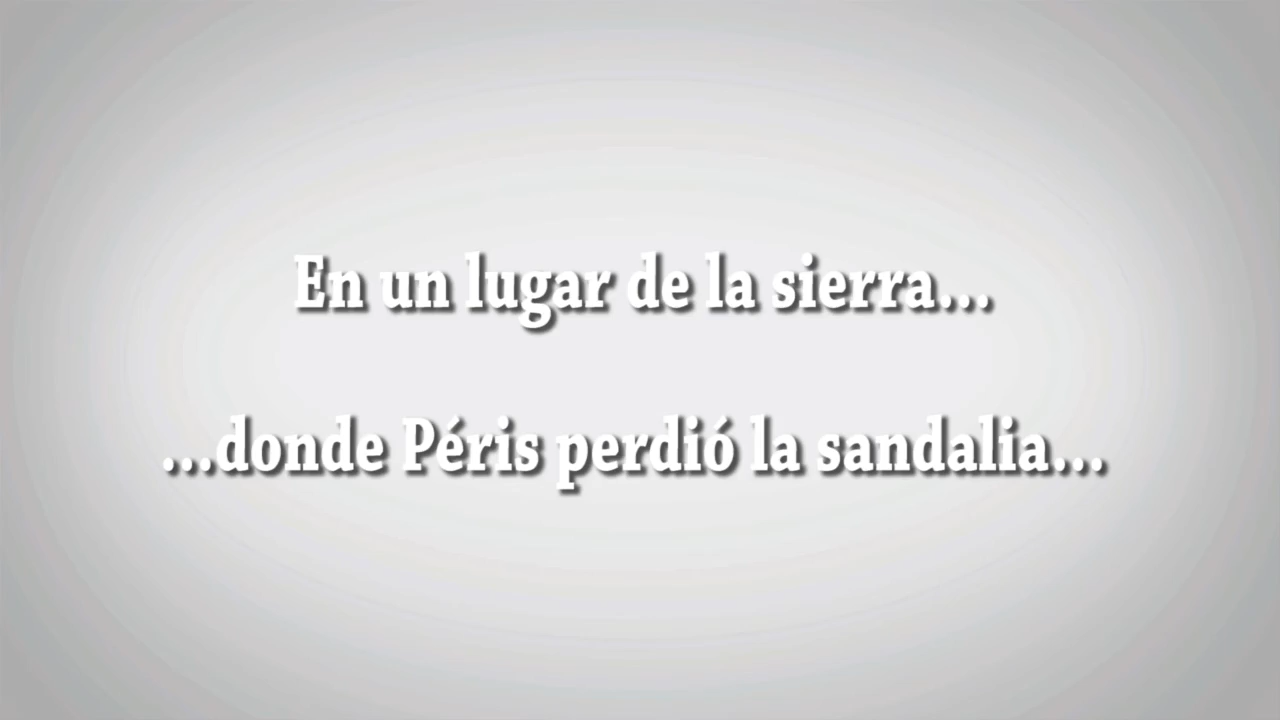 En un lugar de la sierra...
...donde Péris perdió la sandalia...